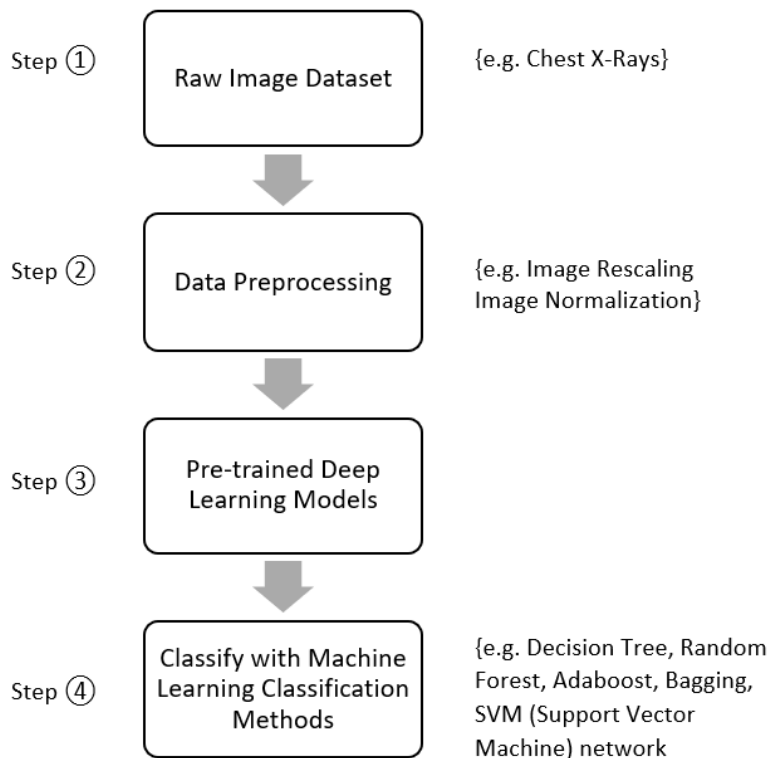 Step ①
Raw Image Dataset
{e.g. Chest X-Rays}
Step ②
Data Preprocessing
{e.g. Image Rescaling
Image Normalization}
Step ③
Pre-trained Deep
Learning Models
Step ④
Classify with Machine
Learning Classification
Methods
{e.g. Decision Tree, Random
Forest, Adaboost, Bagging,
SVM (Support Vector
Machine) network